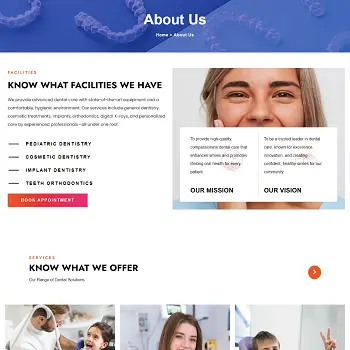 About Us
Home » About Us
FACILITIES
KNOW WHAT FACILITIES WE HAVE
We provide advanced dental care with state-of-the-art equipment and a
comfortable, hygienic environment. Our services include general dentistry,
cosmetic treatments, implants, orthodontics, digital X-rays, and personalized
care by experienced professionals—all under one roof.
PEDIATRIC DENTISTRY
COSMETIC DENTISTRY
IMPLANT DENTISTRY
TEETH ORTHODONTICS
BOOK APPOINTMENT
To provide high-quality,
compassionate dental care that
enhances smiles and promotes
lifelong oral health for every
patient.
OUR MISSION
To be a trusted leader in dental
care, known for excellence,
innovation, and creating
confident, healthy smiles for our
community.
OUR VISION
SERVICES
KNOW WHAT WE OFFER
Our Range of Dental Solutions